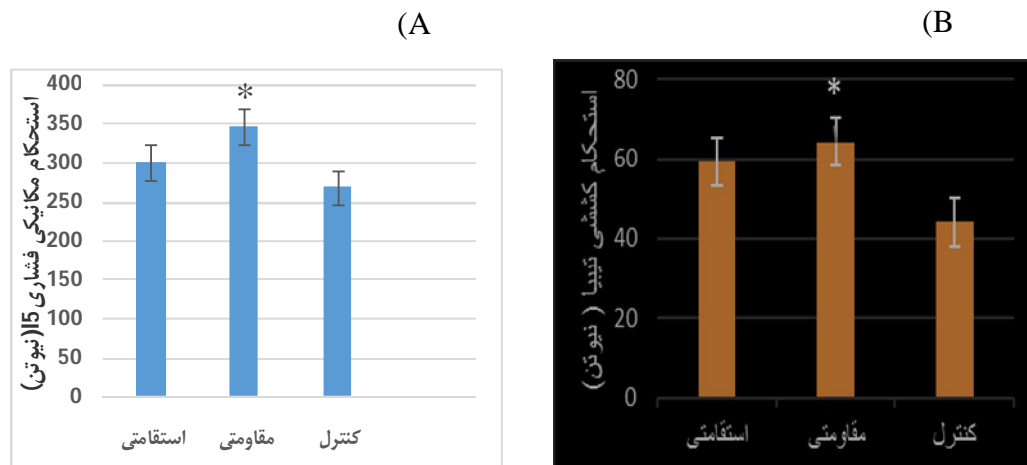 (A
(B
استحکام مکانیکی فشاری l5(نیوتن)
400
350
300
250
200
150
100
50
0
*
استقامتی
مقاومتی
کنترل
استحکام کششی تیبیا ( نیوتن)
80
60
40
20
0
*
استقامتی
مقاومتی
کنترل